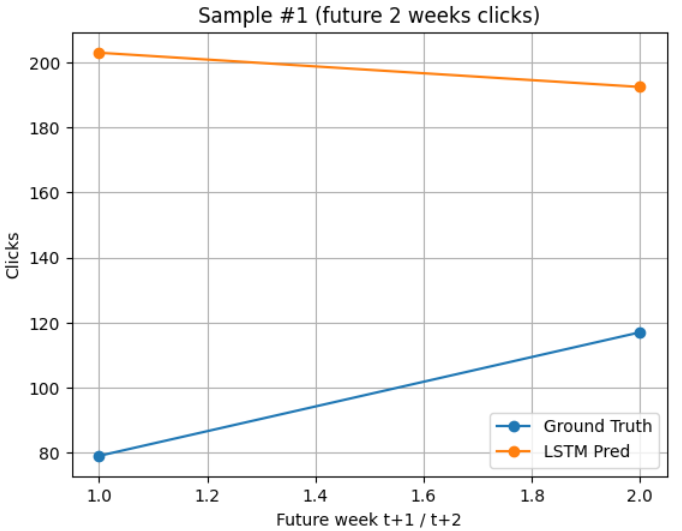 Sample #1 (future 2 weeks clicks)
Clicks
200
180
160
140
120
100
80
1.0 1.2 1.4 1.6 1.8 2.0
Future week t+1 / t+2
Ground Truth
LSTM Pred